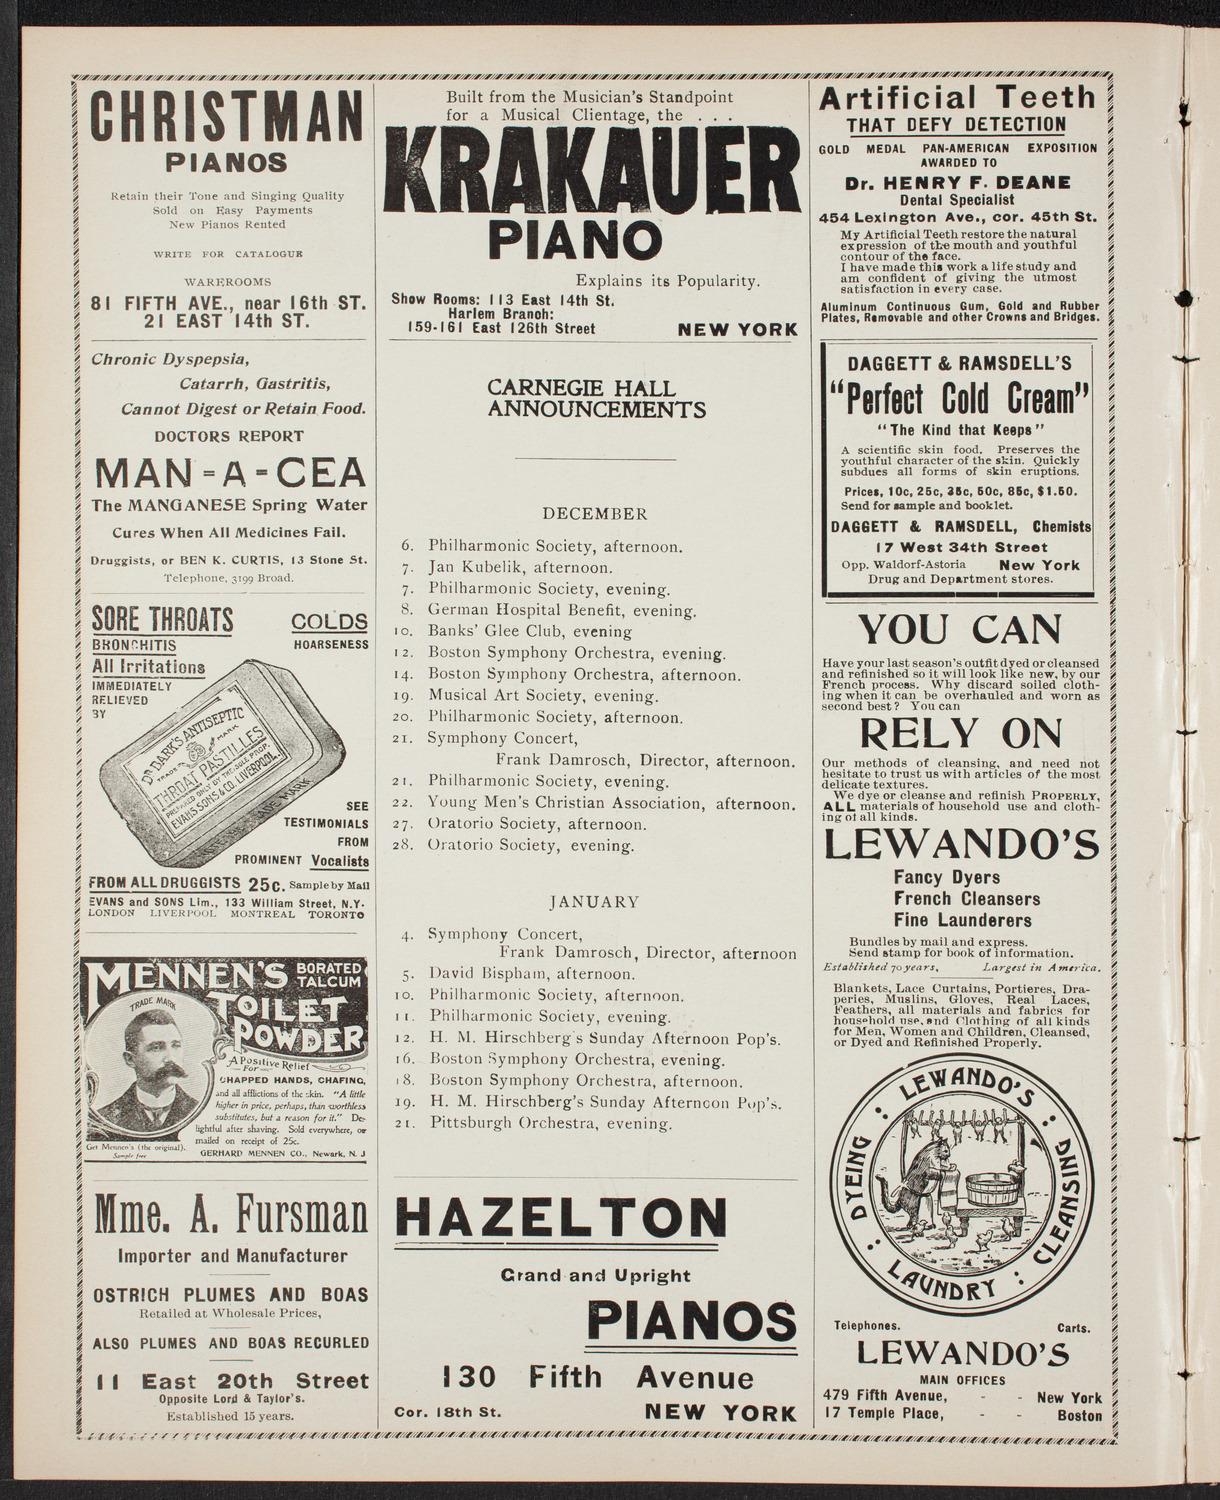 CHRISTMAN
PIANOS
Retain their Tone and Singing Quality
Sold on Easy Payments
New Pianos Rented
WRITE FOR CATALOGUE
WAREROOMS
81 FIFTH AVE., near 16th ST.
21 EAST 14th ST.
Chronic Dyspepsia,
Catarrh, Gastritis,
Cannot Digest or Retain Food.
DOCTORS REPORT
MAN-A-CEA
The MANGANESE Spring Water
Cures When All Medicines Fail.
Druggists, or BEN K. CURTIS, 13 Stone St.
Telephone, 3199 Broad.
SORE THROATS
COLDS
BRONCHITIS
HOARSENESS
All Irritations
IMMEDIATELY
RELIEVED
BY
DR BARK'S ANTISEPTIC
TRADE MARK
THROAT PASTILLES
PREPARED ONLY BY THE SOLE PROP.
EVANS SONS & CO. LIVERPOOL.
SEE
TESTIMONIALS
FROM
PROMINENT Vocalists
FROM ALL DRUGGISTS 25c. Sample by Mail
EVANS and SONS Lim., 133 William Street, N.Y.
LONDON LIVERPOOL MONTREAL TORONTO
MENNEN'S BORATED TALCUM
TOILET
POWDER
TRADE MARK
A Positive Relief
For
CHAPPED HANDS, CHAFING,
and all afflictions of the skin. "A little
higher in price, perhaps, than worthless
substitutes, but a reason for it." De-
lightful after shaving. Sold everywhere, or
mailed on receipt of 25c.
Get Mennen's (the original).
Sample free
GERHARD MENNEN CO., Newark, N. J
Mme. A. Fursman
Importer and Manufacturer
OSTRICH PLUMES AND BOAS
Retailed at Wholesale Prices,
ALSO PLUMES AND BOAS RECURLED
11 East 20th Street
Opposite Lord & Taylor's.
Established 15 years.
Built from the Musician's Standpoint
for a Musical Clientage, the . . .
KRAKAUER
PIANO
Explains its Popularity.
Show Rooms: 113 East 14th St.
Harlem Branch:
159-161 East 126th Street NEW YORK
CARNEGIE HALL
ANNOUNCEMENTS
DECEMBER
6. Philharmonic Society, afternoon.
7. Jan Kubelik, afternoon.
7. Philharmonic Society, evening.
8. German Hospital Benefit, evening.
10. Banks' Glee Club, evening
12. Boston Symphony Orchestra, evening.
14. Boston Symphony Orchestra, afternoon.
19. Musical Art Society, evening.
20. Philharmonic Society, afternoon.
21. Symphony Concert,
Frank Damrosch, Director, afternoon.
21. Philharmonic Society, evening.
22. Young Men's Christian Association, afternoon.
27. Oratorio Society, afternoon.
28. Oratorio Society, evening.
JANUARY
4. Symphony Concert,
Frank Damrosch, Director, afternoon
5. David Bispham, afternoon.
10. Philharmonic Society, afternoon.
11. Philharmonic Society, evening.
12. H. M. Hirschberg's Sunday Afternoon Pop's.
16. Boston Symphony Orchestra, evening.
18. Boston Symphony Orchestra, afternoon.
19. H. M. Hirschberg's Sunday Afternoon Pop's.
21. Pittsburgh Orchestra, evening.
HAZELTON
Grand and Upright
PIANOS
130 Fifth Avenue
Cor. 18th St. NEW YORK
Artificial Teeth
THAT DEFY DETECTION
GOLD MEDAL PAN-AMERICAN EXPOSITION
AWARDED TO
Dr. HENRY F. DEANE
Dental Specialist
454 Lexington Ave., cor. 45th St.
My Artificial Teeth restore the natural
expression of the mouth and youthful
contour of the face.
I have made this work a life study and
am confident of giving the utmost
satisfaction in every case.
Aluminum Continuous Gum, Gold and Rubber
Plates, Removable and other Crowns and Bridges.
DAGGETT & RAMSDELL'S
"Perfect Cold Cream"
"The Kind that Keeps"
A scientific skin food. Preserves the
youthful character of the skin. Quickly
subdues all forms of skin eruptions.
Prices, 10c, 25c, 35c, 50c, 85c, $1.50.
Send for sample and booklet.
DAGGETT & RAMSDELL, Chemists
17 West 34th Street
Opp. Waldorf-Astoria New York
Drug and Department stores.
YOU CAN
Have your last season's outfit dyed or cleansed
and refinished so it will look like new, by our
French process. Why discard soiled cloth-
ing when it can be overhauled and worn as
second best? You can
RELY ON
Our methods of cleansing, and need not
hesitate to trust us with articles of the most
delicate textures.
We dye or cleanse and refinish PROPERLY,
ALL materials of household use and cloth-
ing of all kinds.
LEWANDO'S
Fancy Dyers
French Cleansers
Fine Launderers
Bundles by mail and express.
Send stamp for book of information.
Established 70 years, Largest in America.
Blankets, Lace Curtains, Portieres, Dra-
peries, Muslins, Gloves, Real Laces,
Feathers, all materials and fabrics for
household use, and Clothing of all kinds
for Men, Women and Children, Cleansed,
or Dyed and Refinished Properly.
LEWANDO'S : CLEANSING : LAUNDRY : DYEING :
Telephones. Carts.
LEWANDO'S
MAIN OFFICES
479 Fifth Avenue, - - New York
17 Temple Place, - - Boston